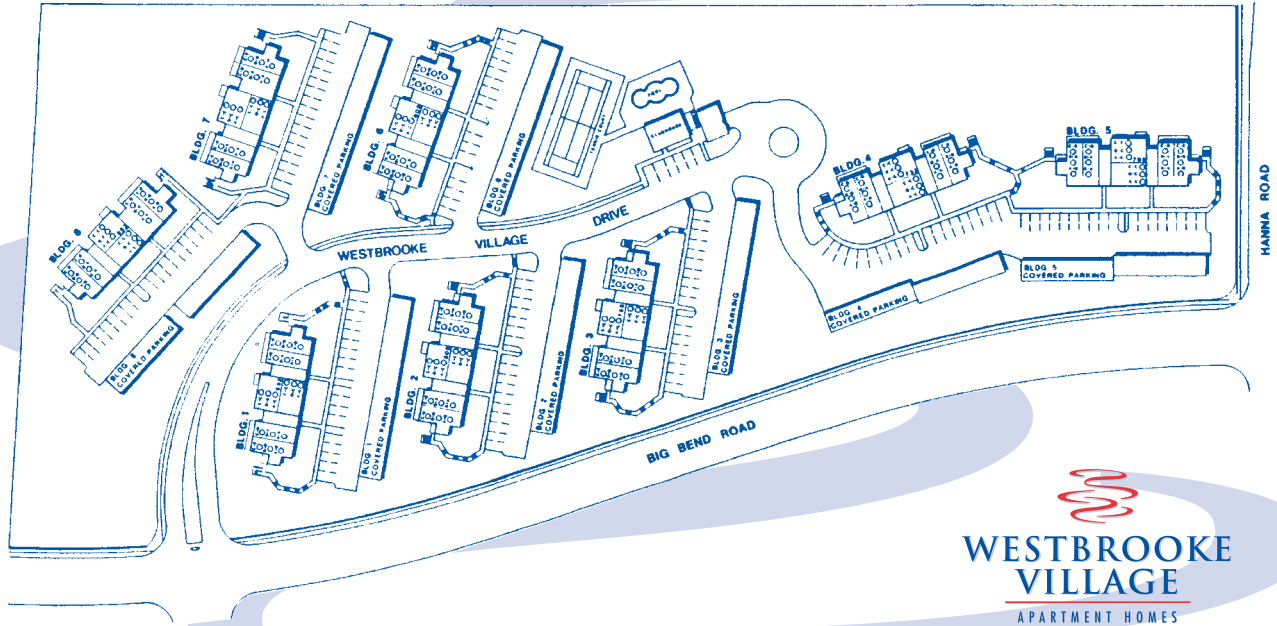 BLDG. 7
BLDG.
COVERED PARKING
BLDG. 6
BLDG. 6
COVERED PARKING
POOL
TENNIS COURT
CLUBHOUSE
BLDG. 4
BLDG. 5
HANNA ROAD
BLDG. 8
WESTBROOKE VILLAGE DRIVE
BLDG 5
COVERED PARKING
BLDG 4
COVERED PARKING
BLDG 8
COVERED PARKING
BLDG. 1
BLDG 1
COVERED PARKING
BLDG. 2
BLDG 2
COVERED PARKING
BLDG. 3
BLDG 3
COVERED PARKING
BIG BEND ROAD
WESTBROOKE
VILLAGE
APARTMENT HOMES